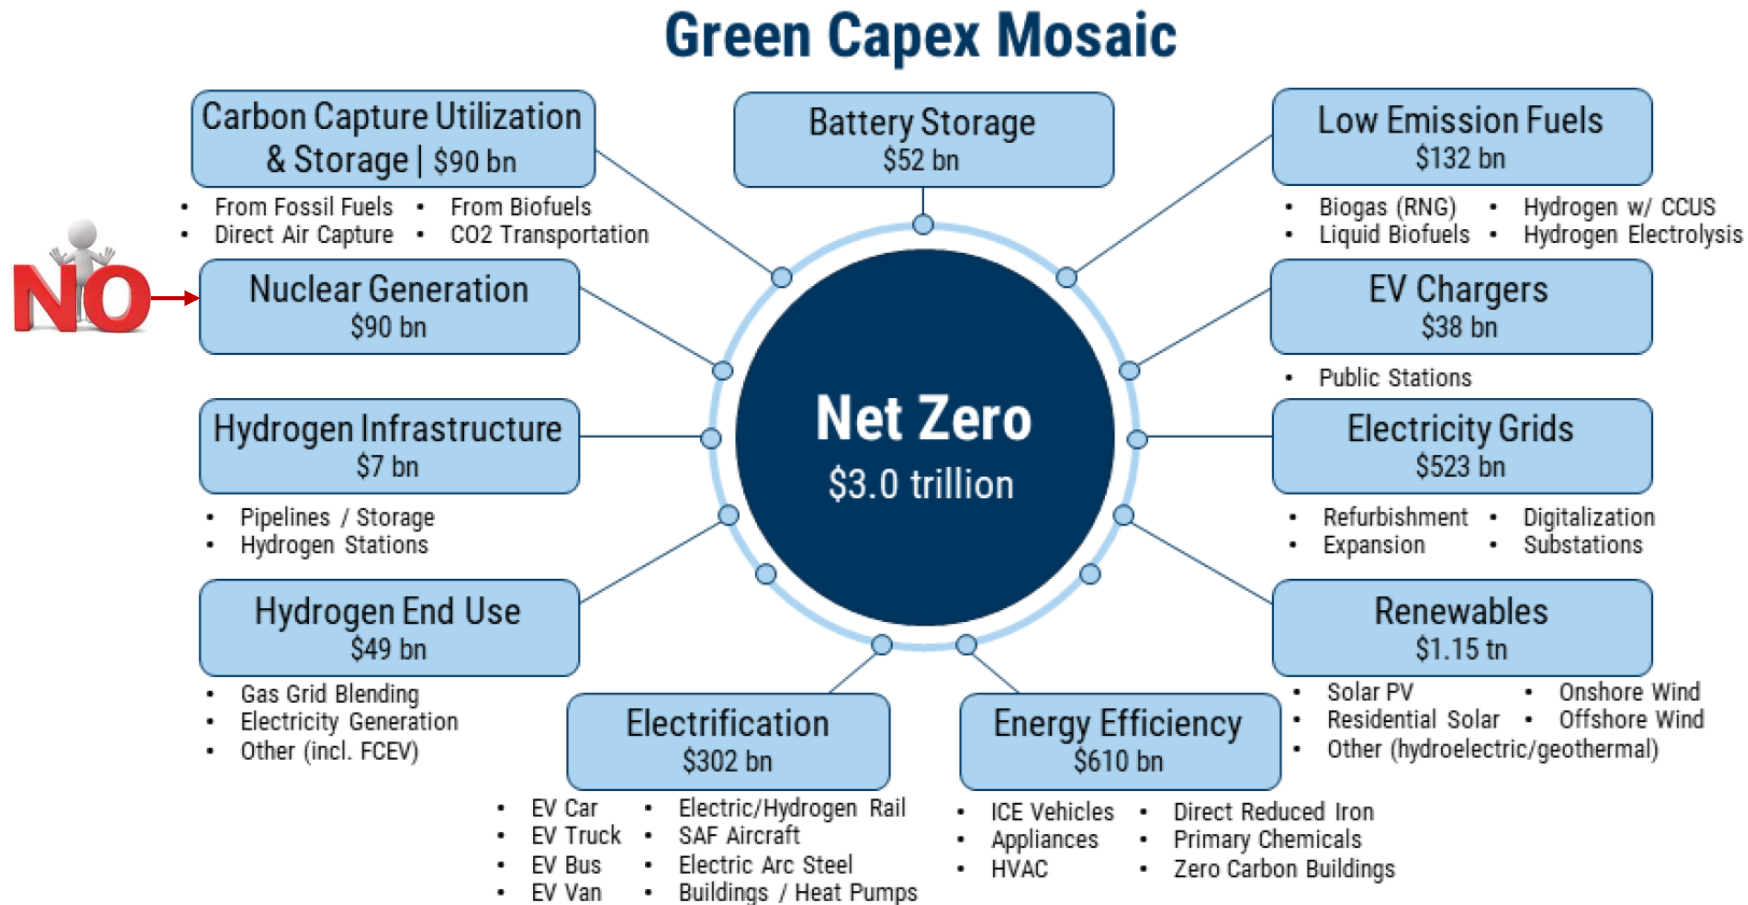 Green Capex Mosaic
Carbon Capture Utilization
& Storage | $90 bn
• From Fossil Fuels • From Biofuels
• Direct Air Capture • CO2 Transportation
Battery Storage
$52 bn
Low Emission Fuels
$132 bn
• Biogas (RNG) • Hydrogen w/ CCUS
• Liquid Biofuels • Hydrogen Electrolysis
NO
Nuclear Generation
$90 bn
EV Chargers
$38 bn
• Public Stations
Net Zero
$3.0 trillion
Hydrogen Infrastructure
$7 bn
• Pipelines / Storage
• Hydrogen Stations
Electricity Grids
$523 bn
• Refurbishment • Digitalization
• Expansion • Substations
Hydrogen End Use
$49 bn
• Gas Grid Blending
• Electricity Generation
• Other (incl. FCEV)
Renewables
$1.15 tn
• Solar PV • Onshore Wind
• Residential Solar • Offshore Wind
• Other (hydroelectric/geothermal)
Electrification
$302 bn
• EV Car • Electric/Hydrogen Rail
• EV Truck • SAF Aircraft
• EV Bus • Electric Arc Steel
• EV Van • Buildings / Heat Pumps
Energy Efficiency
$610 bn
• ICE Vehicles • Direct Reduced Iron
• Appliances • Primary Chemicals
• HVAC • Zero Carbon Buildings